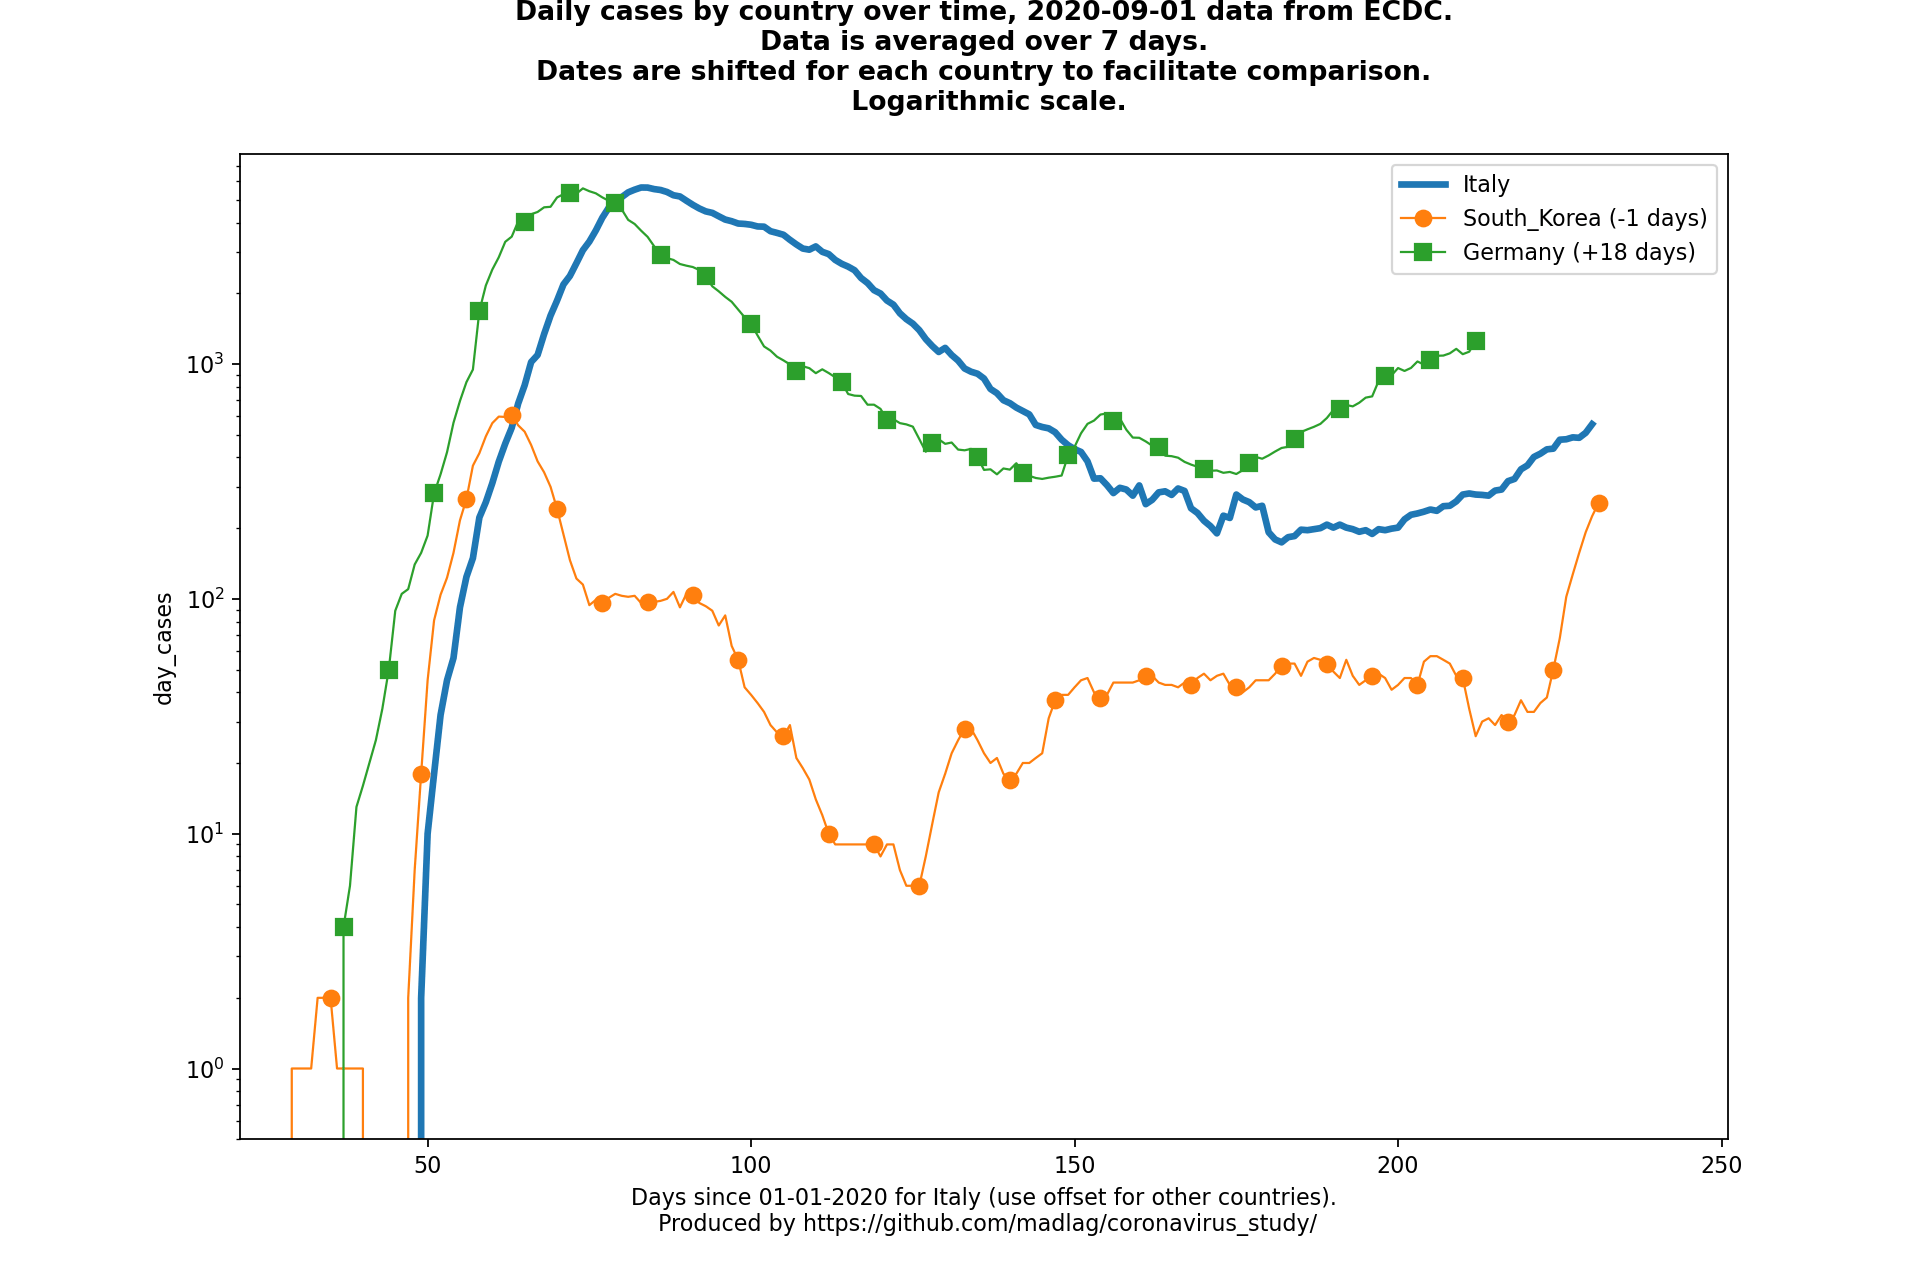 Daily cases by country over time, 2020-09-01 data from ECDC.
Data is averaged over 7 days.
Dates are shifted for each country to facilitate comparison.
Logarithmic scale.
Italy
South_Korea (-1 days)
Germany (+18 days)
day_cases
10³
10²
10¹
10⁰
50
100
150
200
250
Days since 01-01-2020 for Italy (use offset for other countries).
Produced by https://github.com/madlag/coronavirus_study/